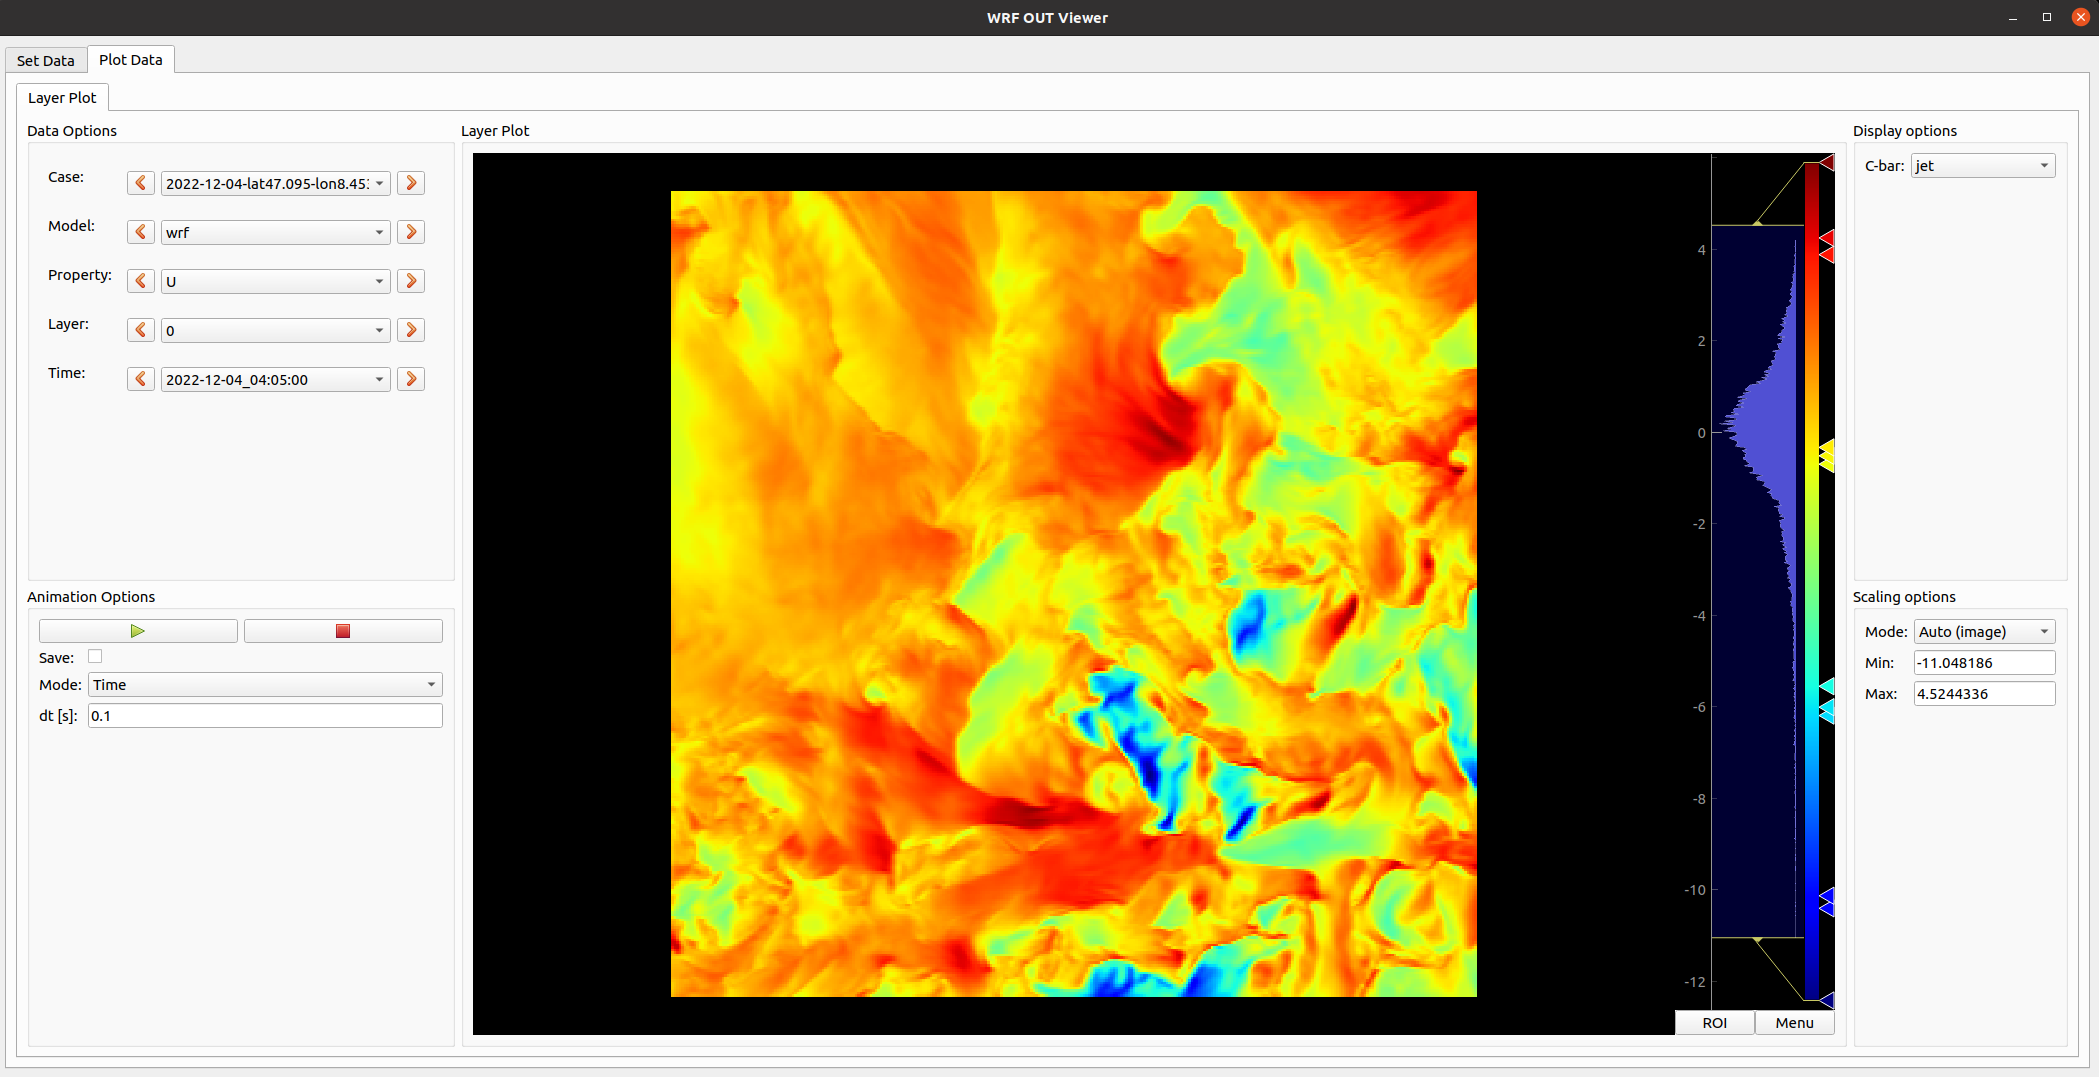 WRF OUT Viewer
Set Data
Plot Data
Layer Plot
Data Options
Case:
2022-12-04-lat47.095-lon8.45
Model:
wrf
Property:
U
Layer:
0
Time:
2022-12-04_04:05:00
Animation Options
Save:
Mode:
Time
dt [s]:
0.1
Layer Plot
4
2
0
-2
-4
-6
-8
-10
-12
ROI
Menu
Display options
C-bar:
jet
Scaling options
Mode:
Auto (image)
Min:
-11.048186
Max:
4.5244336